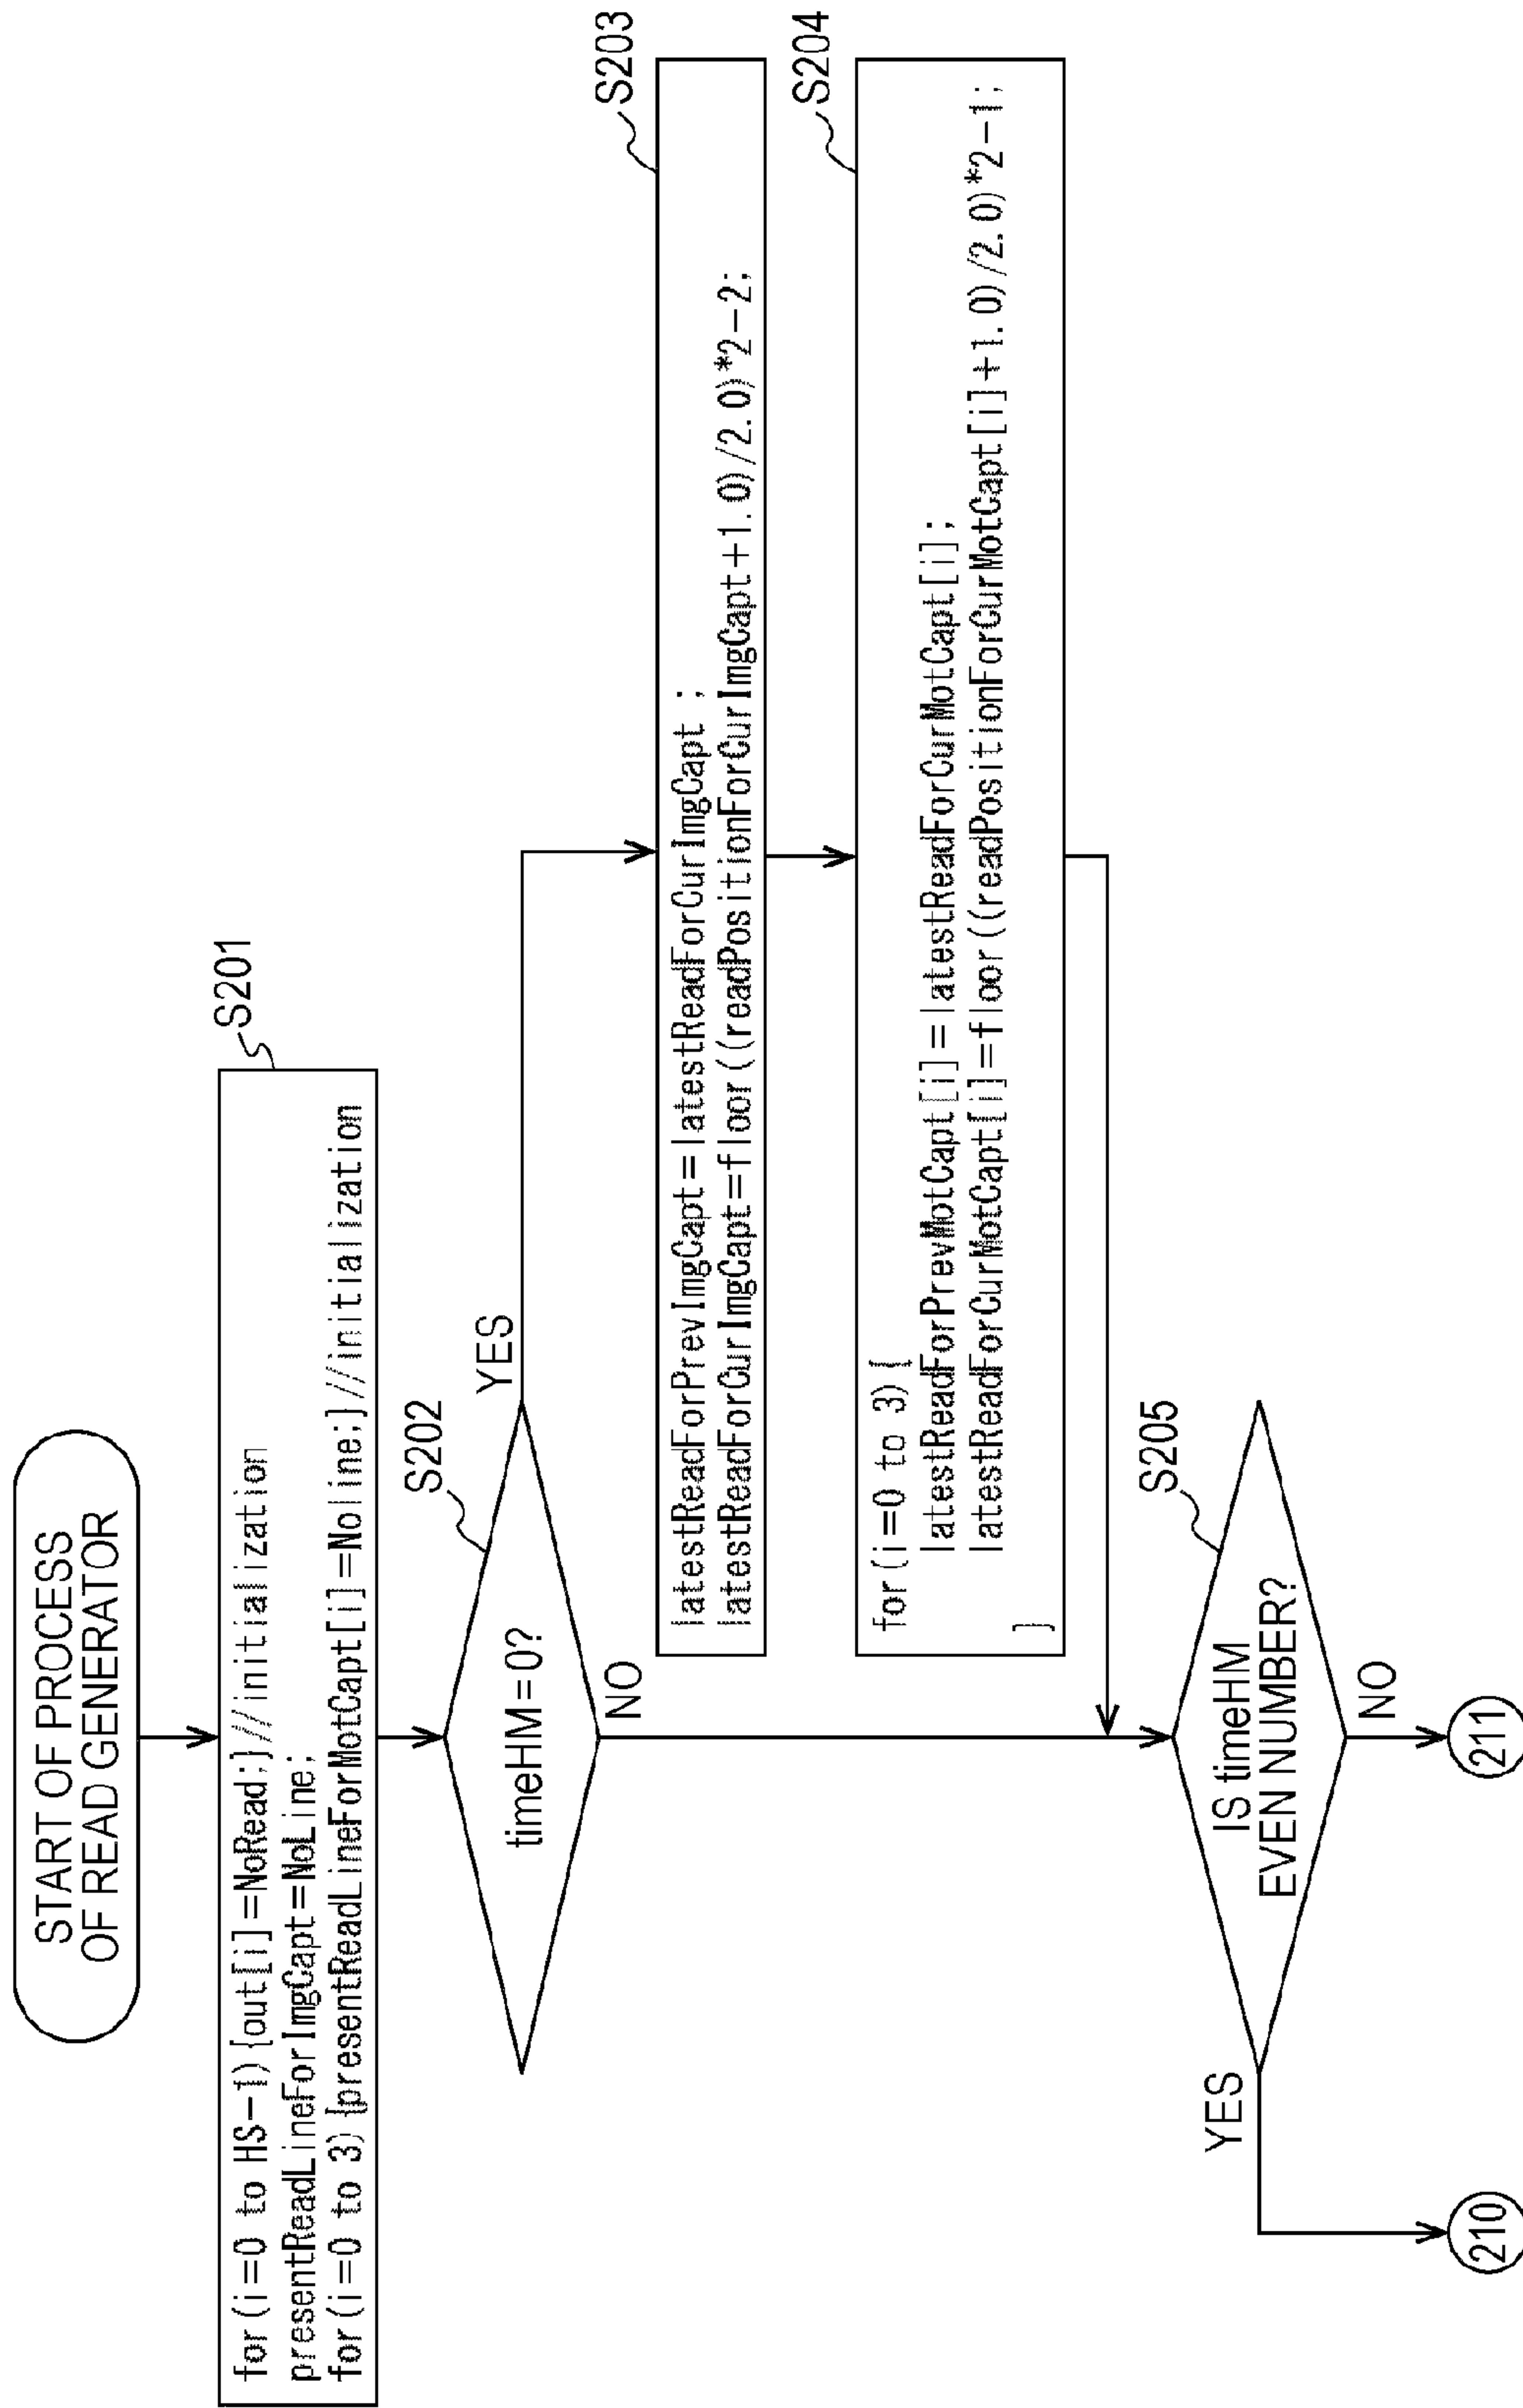 START OF PROCESS
OF READ GENERATOR
S201
for(i=0 to HS-1){out[i]=NoRead;}//initialization
presentReadLineForImgCapt=NoLine;
for(i=0 to 3){presentReadLineForMotCapt[i]=Noline;}//initialization
S202
timeHM=0?
YES
NO
S203
latestReadForPrevImgCapt=latestReadForCurImgCapt ;
latestReadForCurImgCapt=floor((readPositionForCurImgCapt+1.0)/2.0)*2-2;
S204
for(i=0 to 3){
latestReadForPrevMotCapt[i]=latestReadForCurMotCapt[i];
latestReadForCurMotCapt[i]=floor((readPositionForCurMotCapt[i]+1.0)/2.0)*2-1;
}
S205
IS timeHM
EVEN NUMBER?
YES
NO
210
211